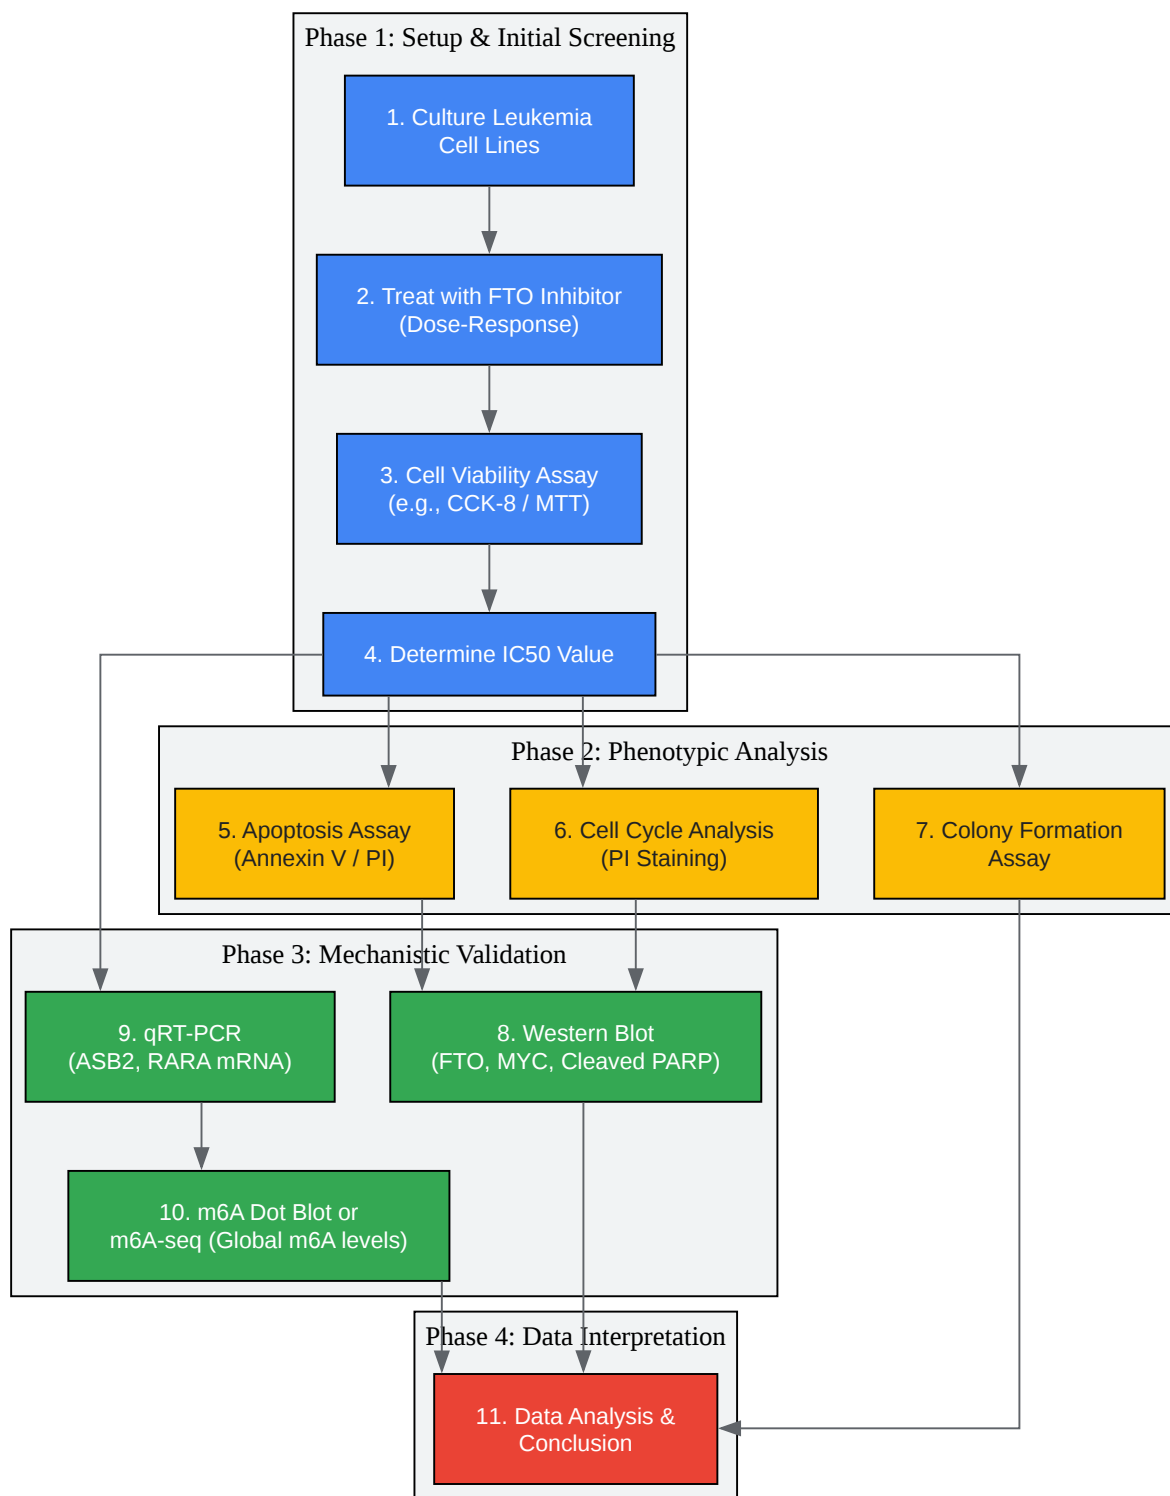 Phase 1: Setup & Initial Screening
1. Culture Leukemia
Cell Lines
2. Treat with FTO Inhibitor
(Dose-Response)
3. Cell Viability Assay
(e.g., CCK-8 / MTT)
4. Determine IC50 Value
Phase 2: Phenotypic Analysis
5. Apoptosis Assay
(Annexin V / PI)
6. Cell Cycle Analysis
(PI Staining)
7. Colony Formation
Assay
Phase 3: Mechanistic Validation
9. qRT-PCR
(ASB2, RARA mRNA)
8. Western Blot
(FTO, MYC, Cleaved PARP)
10. m6A Dot Blot or
m6A-seq (Global m6A levels)
Phase 4: Data Interpretation
11. Data Analysis &
Conclusion